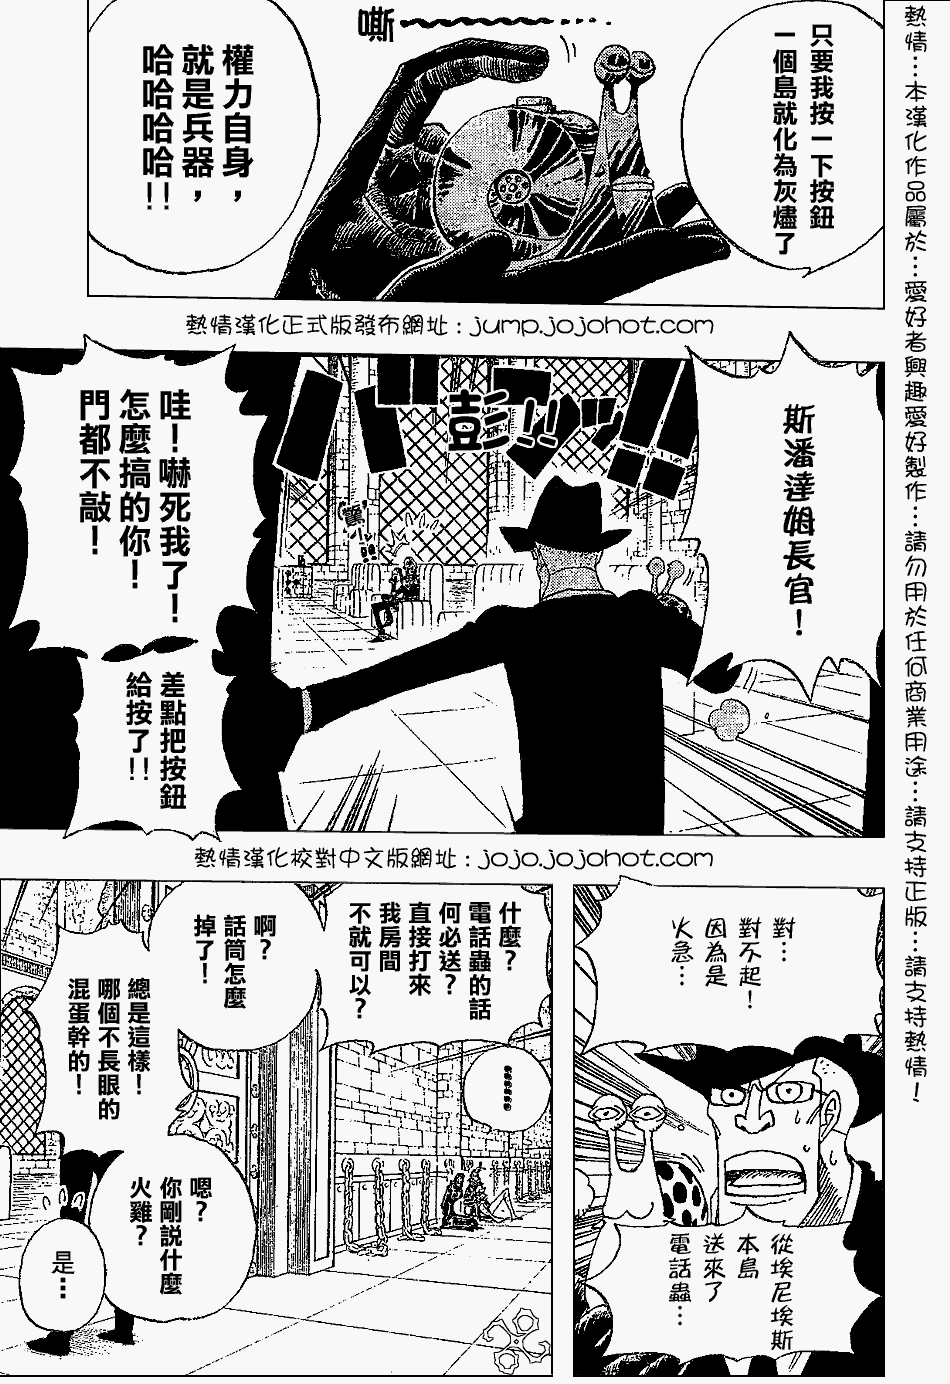 只要我按一下按鈕
一個島就化為灰燼了
嘶
權力自身，
就是兵器，
哈哈哈哈!!
熱情漢化正式版發布網址：jump.jojohot.com
斯潘達姆長官！
彭!!
驚
哇！嚇死我了！
怎麼搞的你！
門都不敲！
差點把按鈕
給按了!!
熱情漢化校對中文版網址：jojo.jojohot.com
對…
對不起！
因為是
火急…
從埃尼埃斯
本島
送來了
電話蟲…
什麼？
電話蟲的話
何必送？
直接打來
我房間
不就可以？
………
啊？
話筒怎麼
掉了！
總是這樣！
哪個不長眼的
混蛋幹的！
嗯？
你剛說什麼
火雞？
是…
熱情…本漢化作品屬於…愛好者興趣愛好製作…請勿用於任何商業用途…請支持正版…請支持熱情！